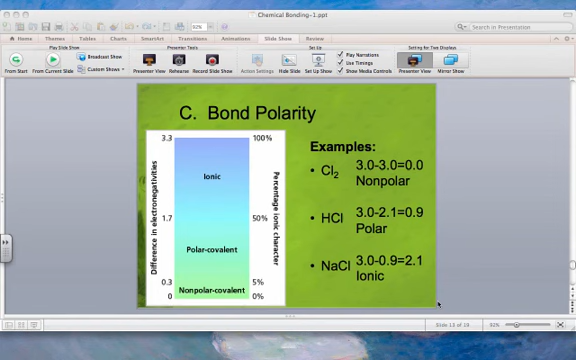 Chemical Bonding-1.ppt
92%
Search in Presentation
Home Themes Tables Charts SmartArt Transitions Animations Slide Show Review
Play Slide Show Presenter Tools Set Up Setting for Two Displays
From Start From Current Slide Broadcast Show Custom Shows Presenter View Rehearse Record Slide Show Action Settings Hide Slide Set Up Show Play Narrations Use Timings Show Media Controls Presenter View Mirror Show
C. Bond Polarity
Difference in electronegativities
3.3
1.7
0.3
0
Ionic
Polar-covalent
Nonpolar-covalent
100%
50%
5%
0%
Percentage ionic character
Examples:
• Cl2 3.0-3.0=0.0
Nonpolar
• HCl 3.0-2.1=0.9
Polar
• NaCl 3.0-0.9=2.1
Ionic
Slide 13 of 19 92%